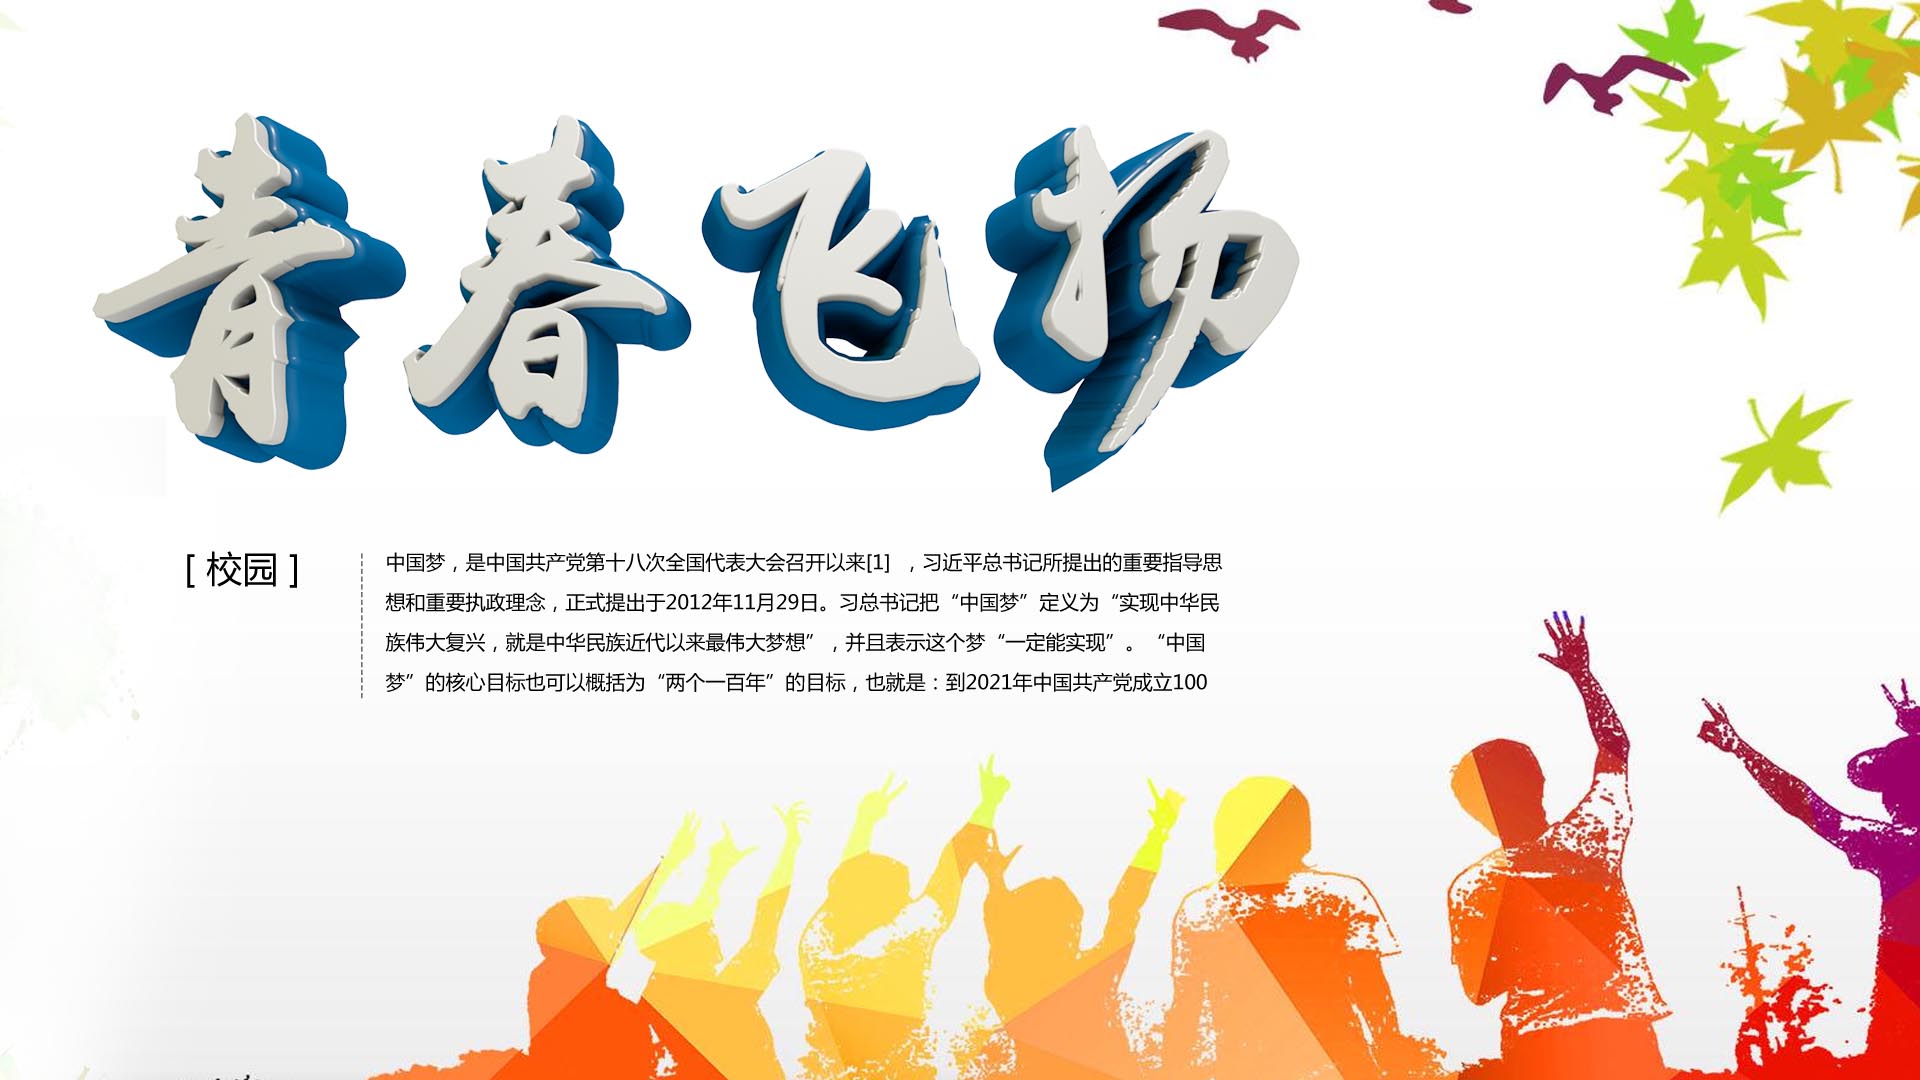 青春飞扬
[ 校园 ]
中国梦，是中国共产党第十八次全国代表大会召开以来[1]　，习近平总书记所提出的重要指导思
想和重要执政理念，正式提出于2012年11月29日。习总书记把“中国梦”定义为“实现中华民
族伟大复兴，就是中华民族近代以来最伟大梦想”，并且表示这个梦“一定能实现”。“中国
梦”的核心目标也可以概括为“两个一百年”的目标，也就是：到2021年中国共产党成立100